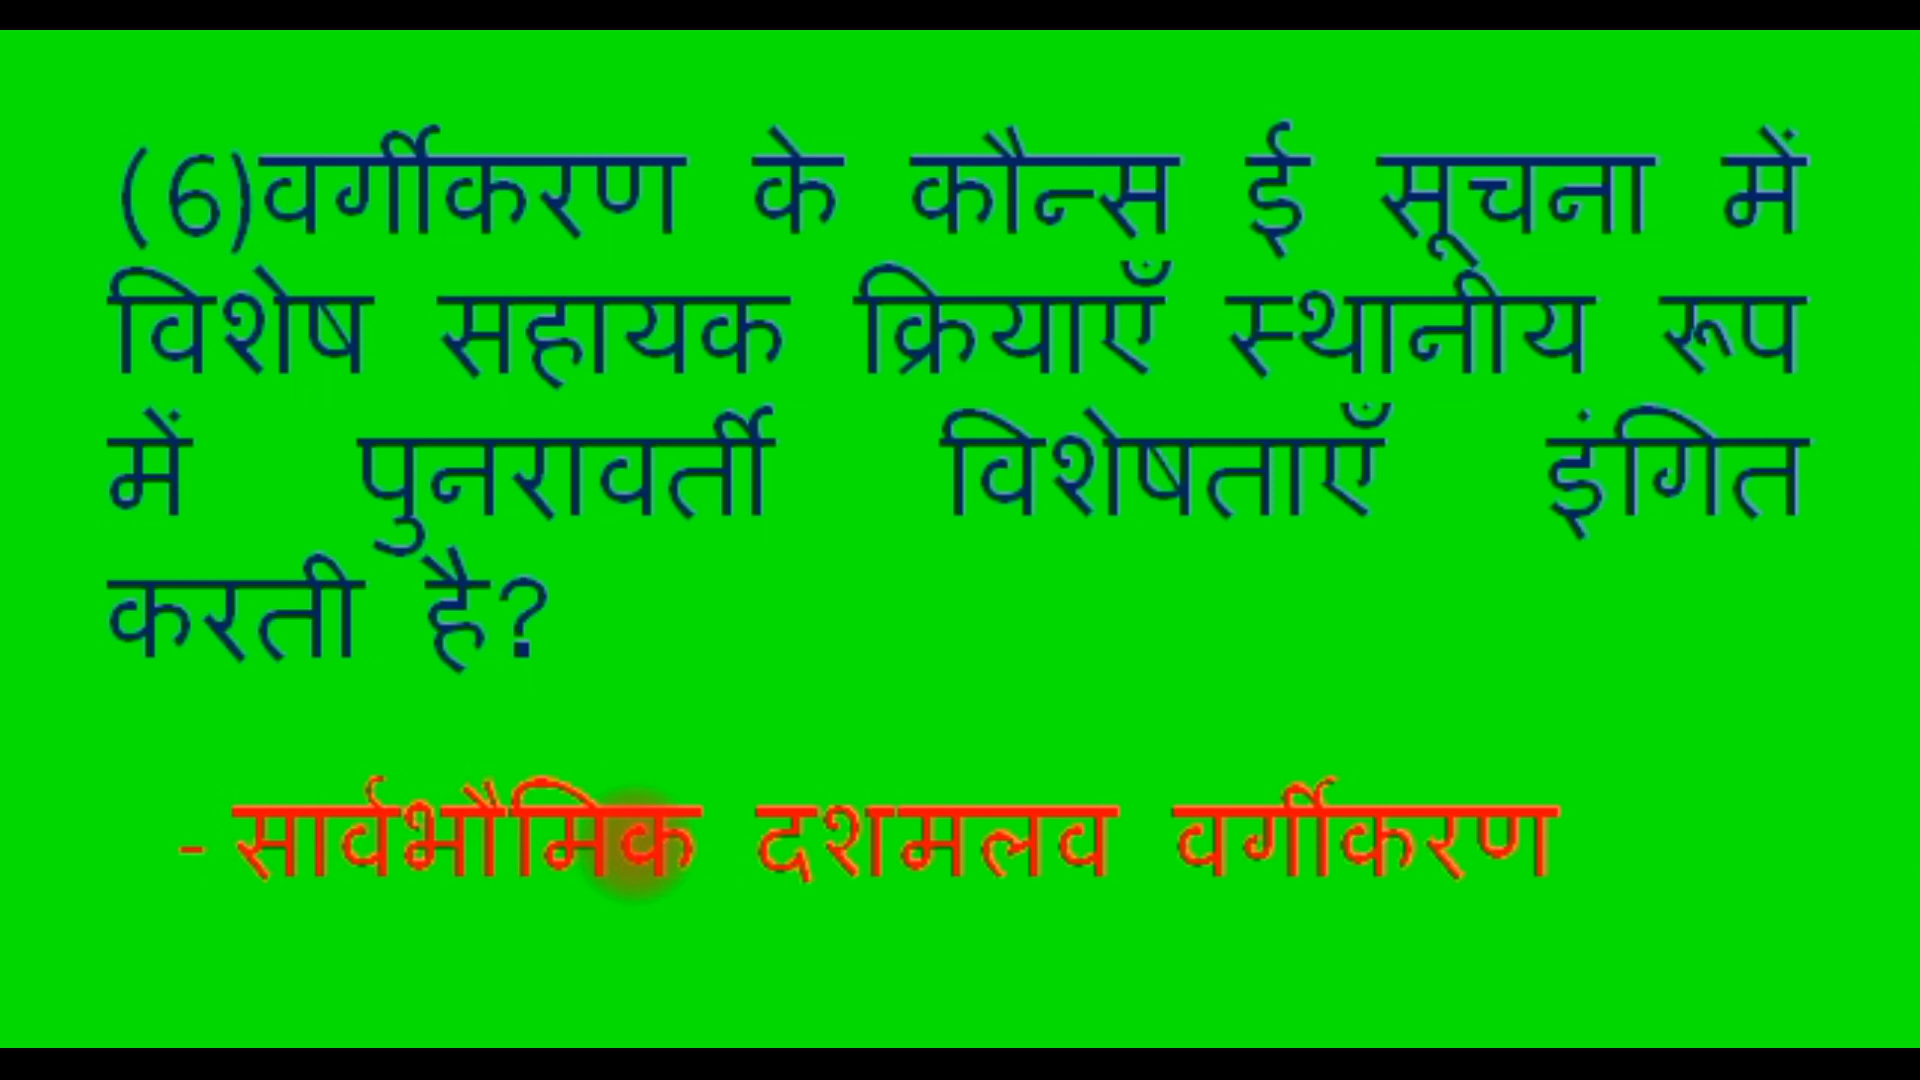 (6)वर्गीकरण के कौन्स ई सूचना में
विशेष सहायक क्रियाएँ स्थानीय रूप
में पुनरावर्ती विशेषताएँ इंगित
करती है?
- सार्वभौमिक दशमलव वर्गीकरण